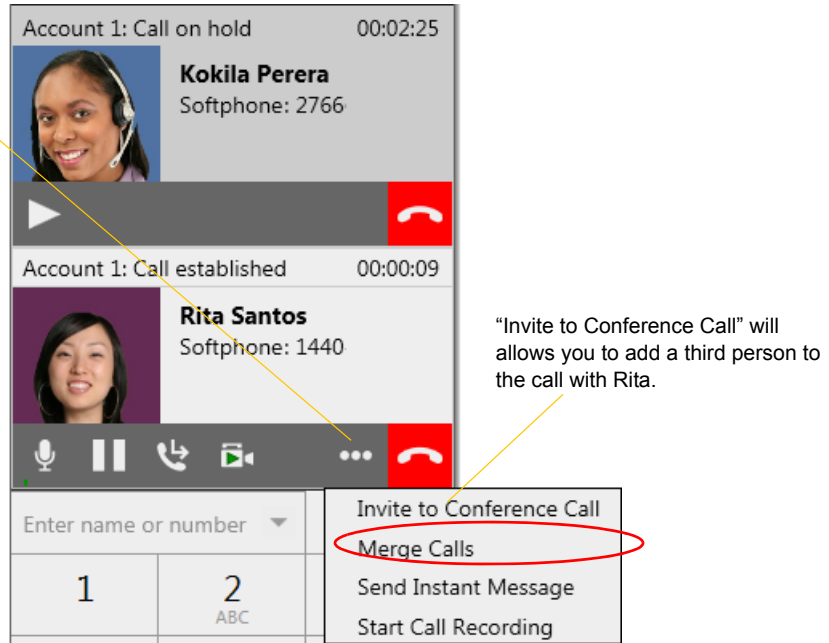 Account 1: Call on hold 00:02:25
Kokila Perera
Softphone: 2766
Account 1: Call established 00:00:09
Rita Santos
Softphone: 1440
“Invite to Conference Call” will
allows you to add a third person to
the call with Rita.
Enter name or number
Invite to Conference Call
Merge Calls
Send Instant Message
Start Call Recording
1 2
ABC